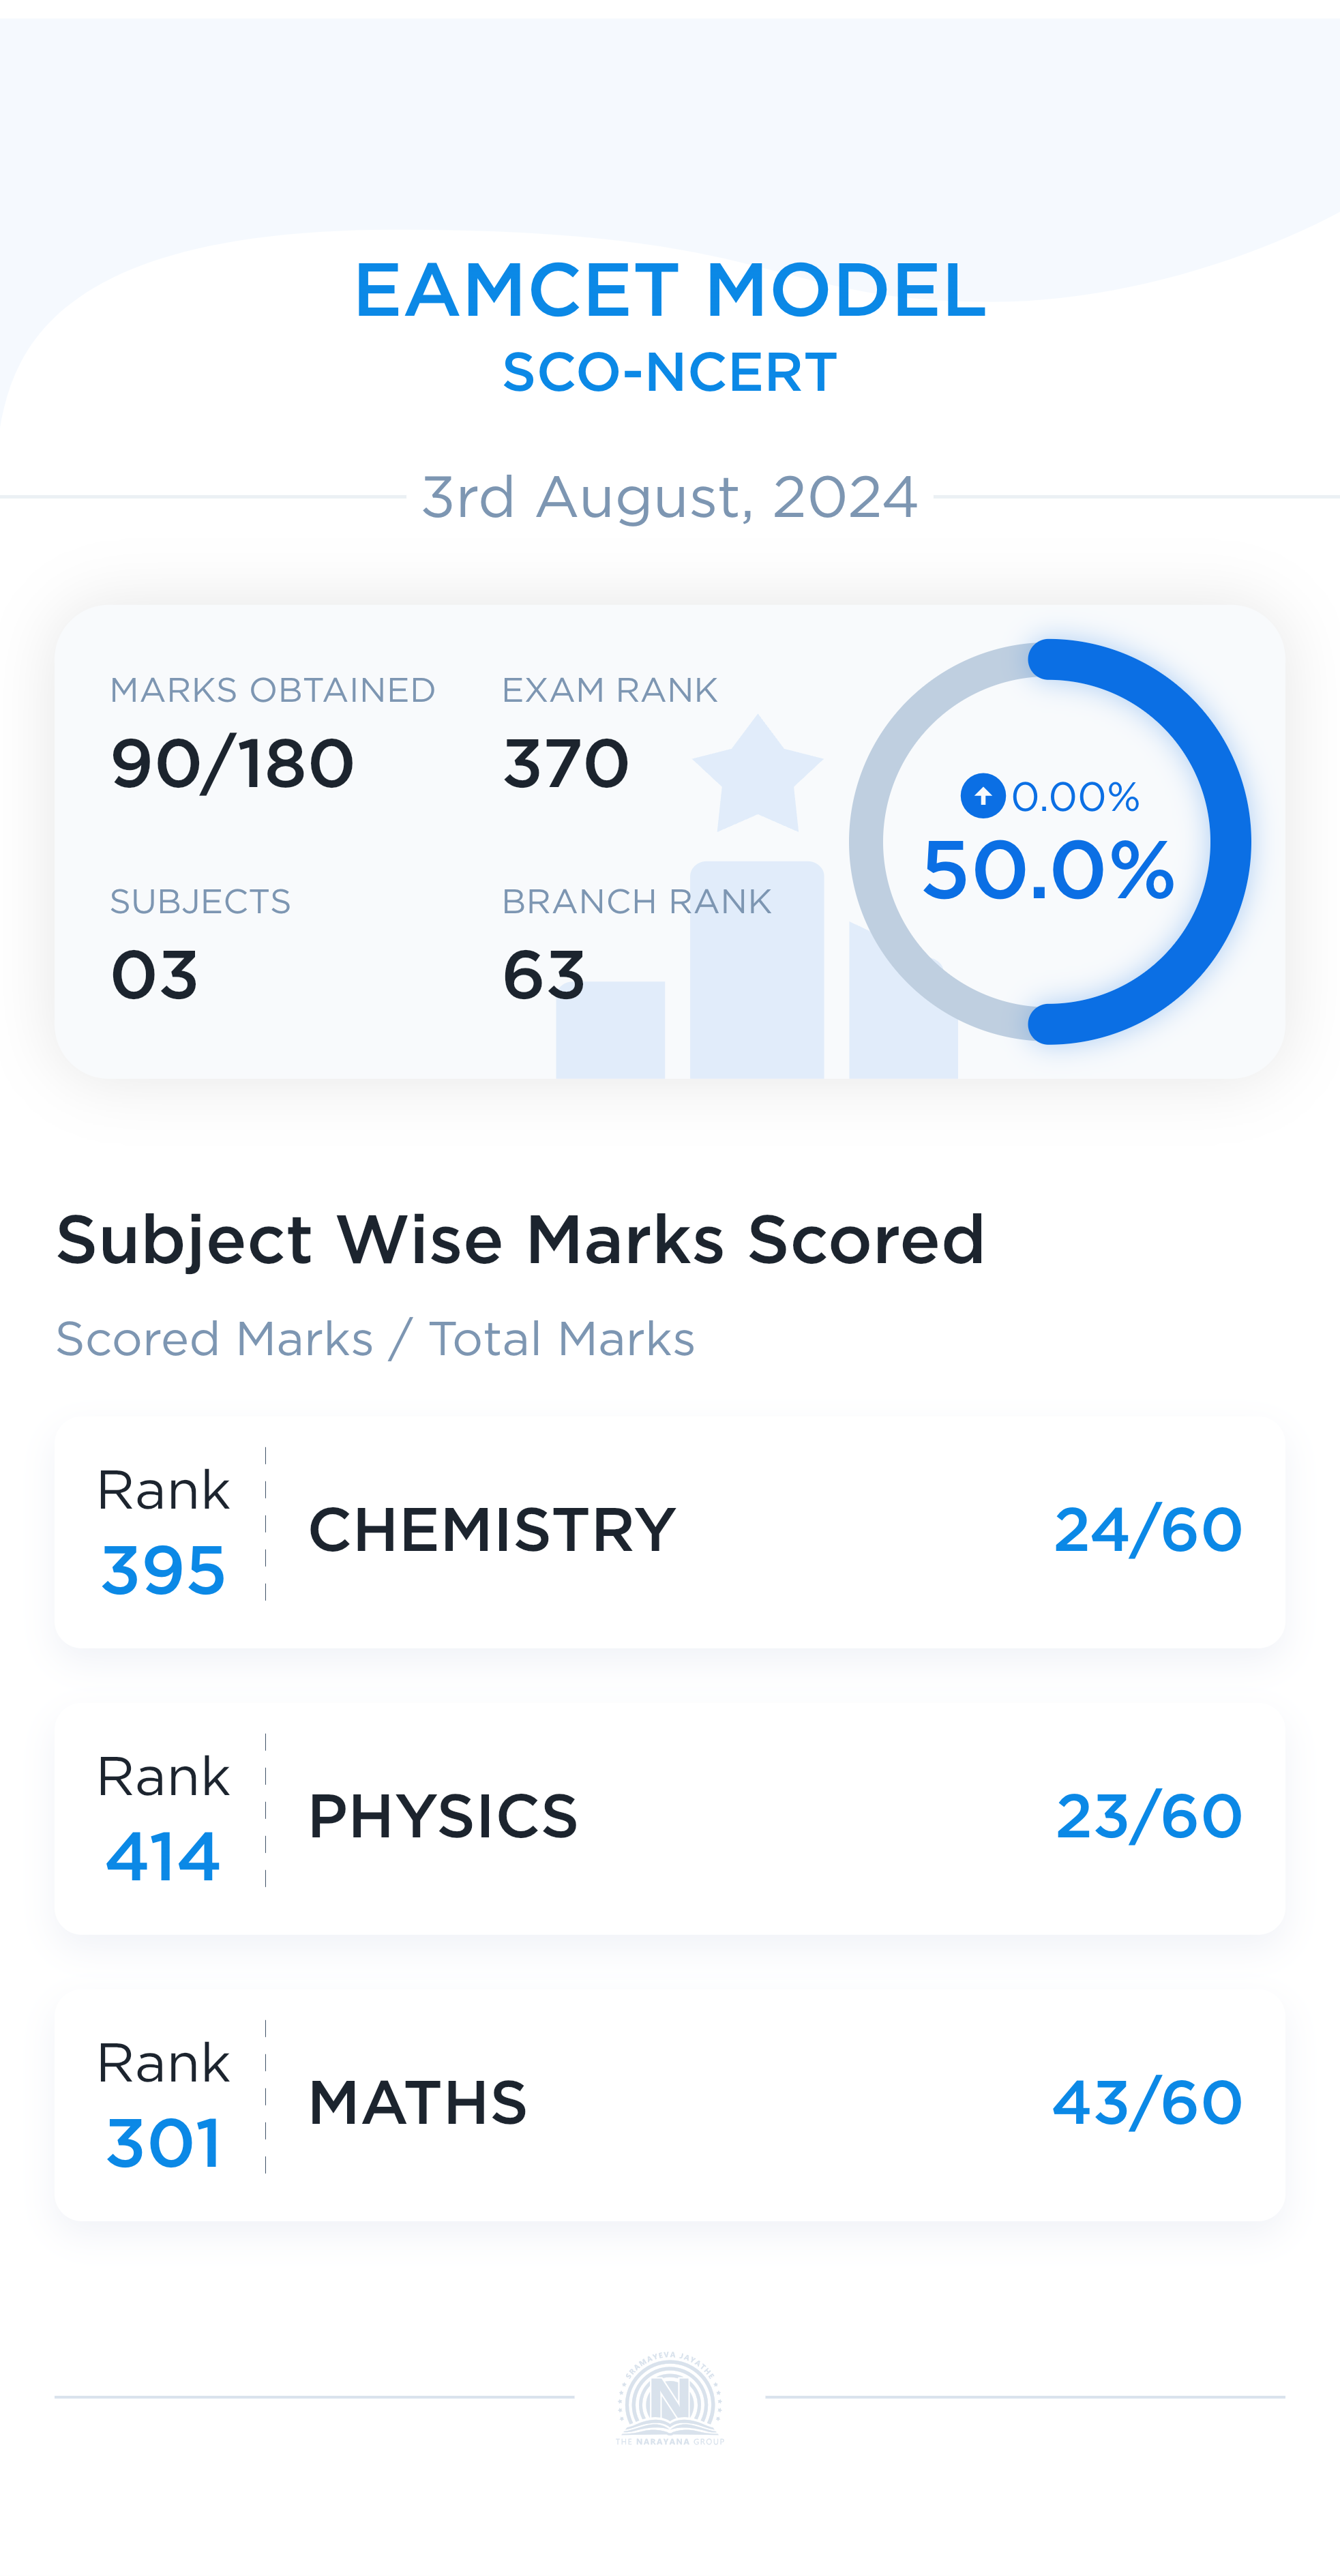 EAMCET MODEL
SCO-NCERT
3rd August, 2024
MARKS OBTAINED
90/180
EXAM RANK
370
SUBJECTS
03
BRANCH RANK
63
0.00%
50.0%
Subject Wise Marks Scored
Scored Marks / Total Marks
Rank
395
CHEMISTRY
24/60
Rank
414
PHYSICS
23/60
Rank
301
MATHS
43/60
SRAMAYEVA JAYATHE
N
THE NARAYANA GROUP